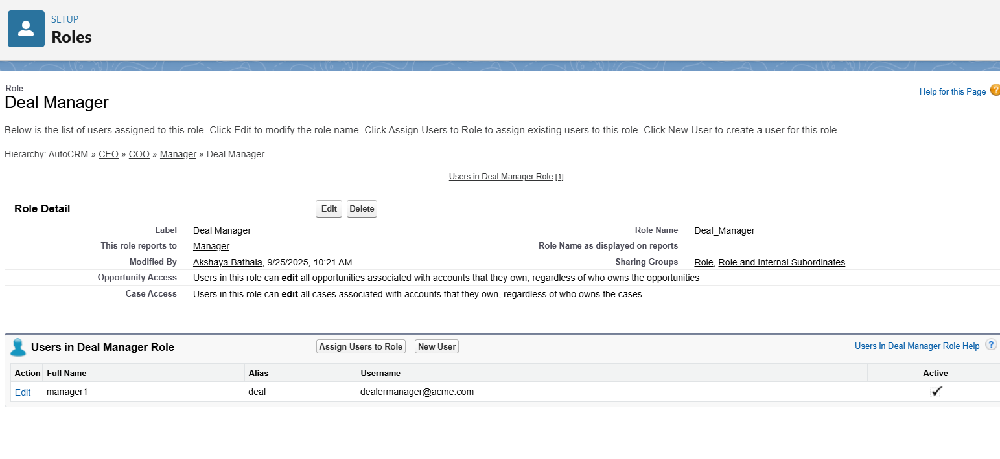 SETUP
Roles
Role
Deal Manager
Help for this Page ?
Below is the list of users assigned to this role. Click Edit to modify the role name. Click Assign Users to Role to assign existing users to this role. Click New User to create a user for this role.
Hierarchy: AutoCRM » CEO » COO » Manager » Deal Manager
Users in Deal Manager Role [1]
Role Detail Edit Delete
Label Deal Manager Role Name Deal_Manager
This role reports to Manager Role Name as displayed on reports
Modified By Akshaya Bathala, 9/25/2025, 10:21 AM Sharing Groups Role, Role and Internal Subordinates
Opportunity Access Users in this role can edit all opportunities associated with accounts that they own, regardless of who owns the opportunities
Case Access Users in this role can edit all cases associated with accounts that they own, regardless of who owns the cases
Users in Deal Manager Role Assign Users to Role New User Users in Deal Manager Role Help ?
Action Full Name Alias Username Active
Edit manager1 deal dealermanager@acme.com